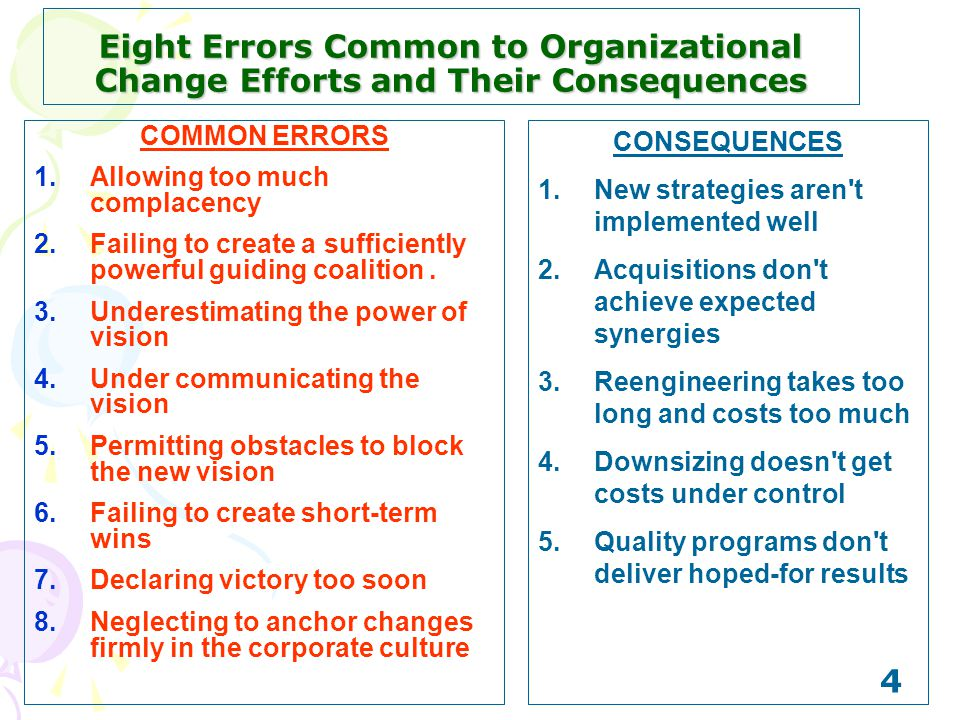 Eight Errors Common to Organizational
Change Efforts and Their Consequences
COMMON ERRORS
1. Allowing too much
complacency
2. Failing to create a sufficiently
powerful guiding coalition .
3. Underestimating the power of
vision
4. Under communicating the
vision
5. Permitting obstacles to block
the new vision
6. Failing to create short-term
wins
7. Declaring victory too soon
8. Neglecting to anchor changes
firmly in the corporate culture
CONSEQUENCES
1. New strategies aren't
implemented well
2. Acquisitions don't
achieve expected
synergies
3. Reengineering takes too
long and costs too much
4. Downsizing doesn't get
costs under control
5. Quality programs don't
deliver hoped-for results
4